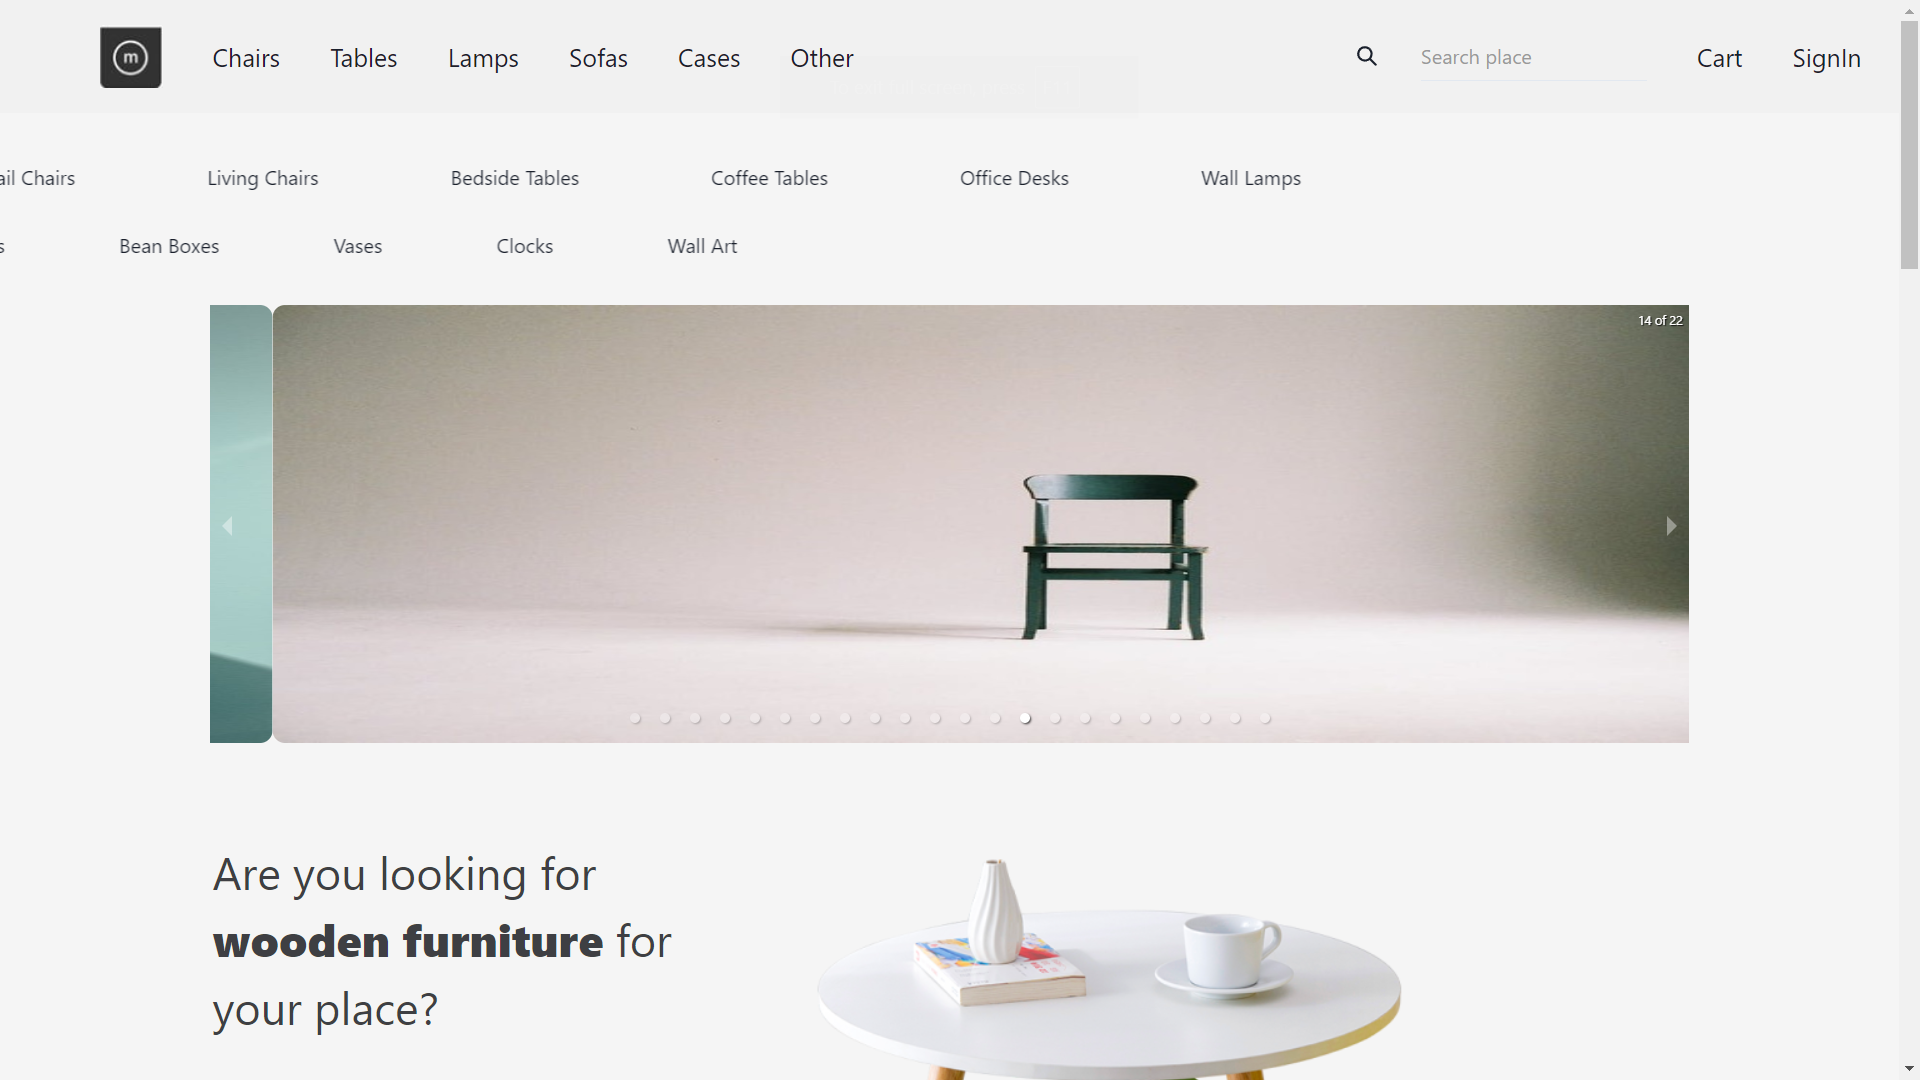 m Chairs Tables Lamps Sofas Cases Other Search place Cart SignIn
Chairs Living Chairs Bedside Tables Coffee Tables Office Desks Wall Lamps
Bean Boxes Vases Clocks Wall Art
14 of 22
Are you looking for
wooden furniture for
your place?